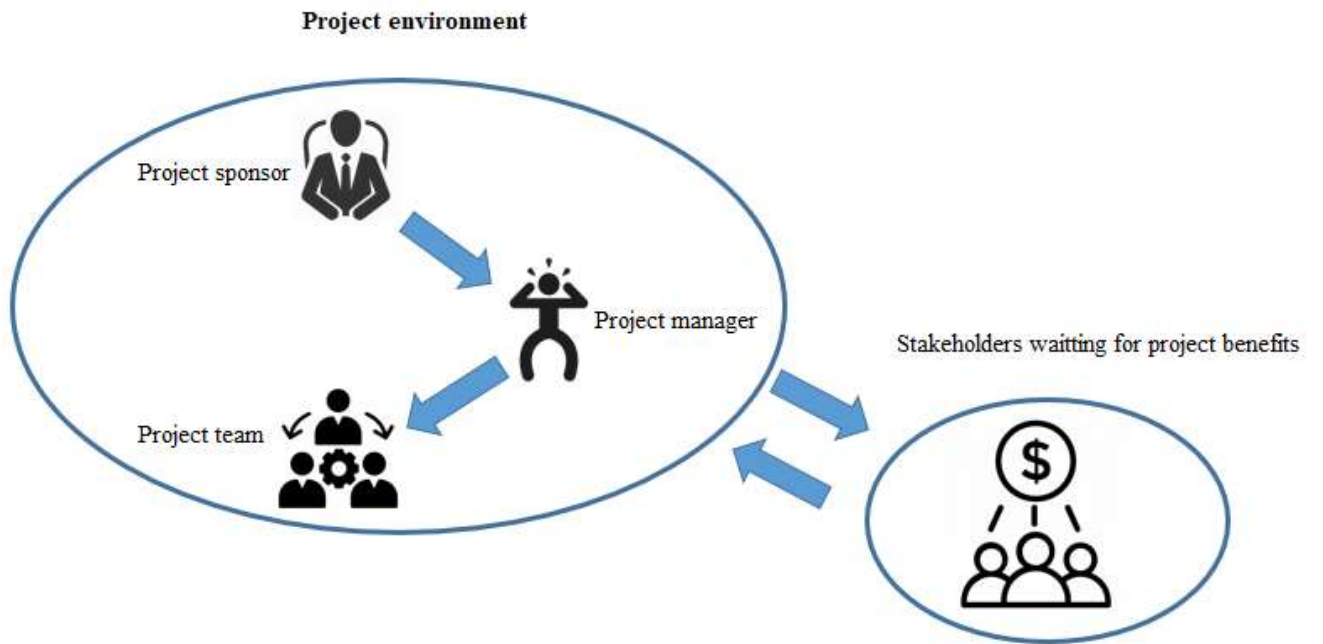 Project environment
Project sponsor
Project manager
Stakeholders waitting for project benefits
Project team
$